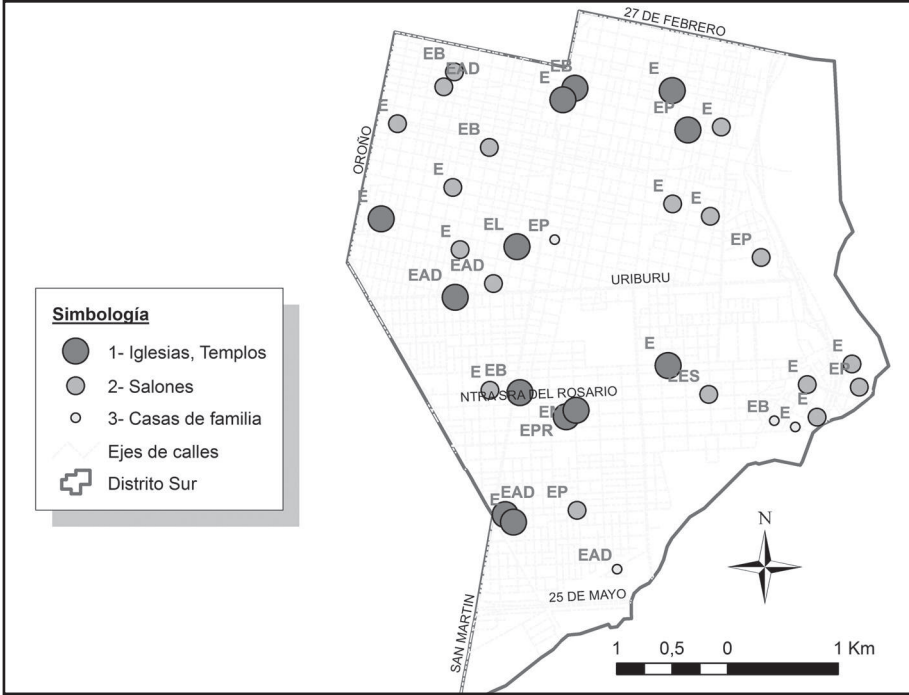 27 DE FEBRERO
EB
EAD
E
EB
E
EP
E
E
OROÑO
EB
E
E
E
E
EL
EP
E
EP
EAD
EAD
URIBURU
Simbología
1- Iglesias, Templos
2- Salones
3- Casas de familia
Ejes de calles
Distrito Sur
E
E
EP
E
E
EB
NTRA SRA DEL ROSARIO
E
EB
E
EPR
E
EAD
EP
EAD
25 DE MAYO
SAN MARTIN
N
1 0,5 0 1 Km